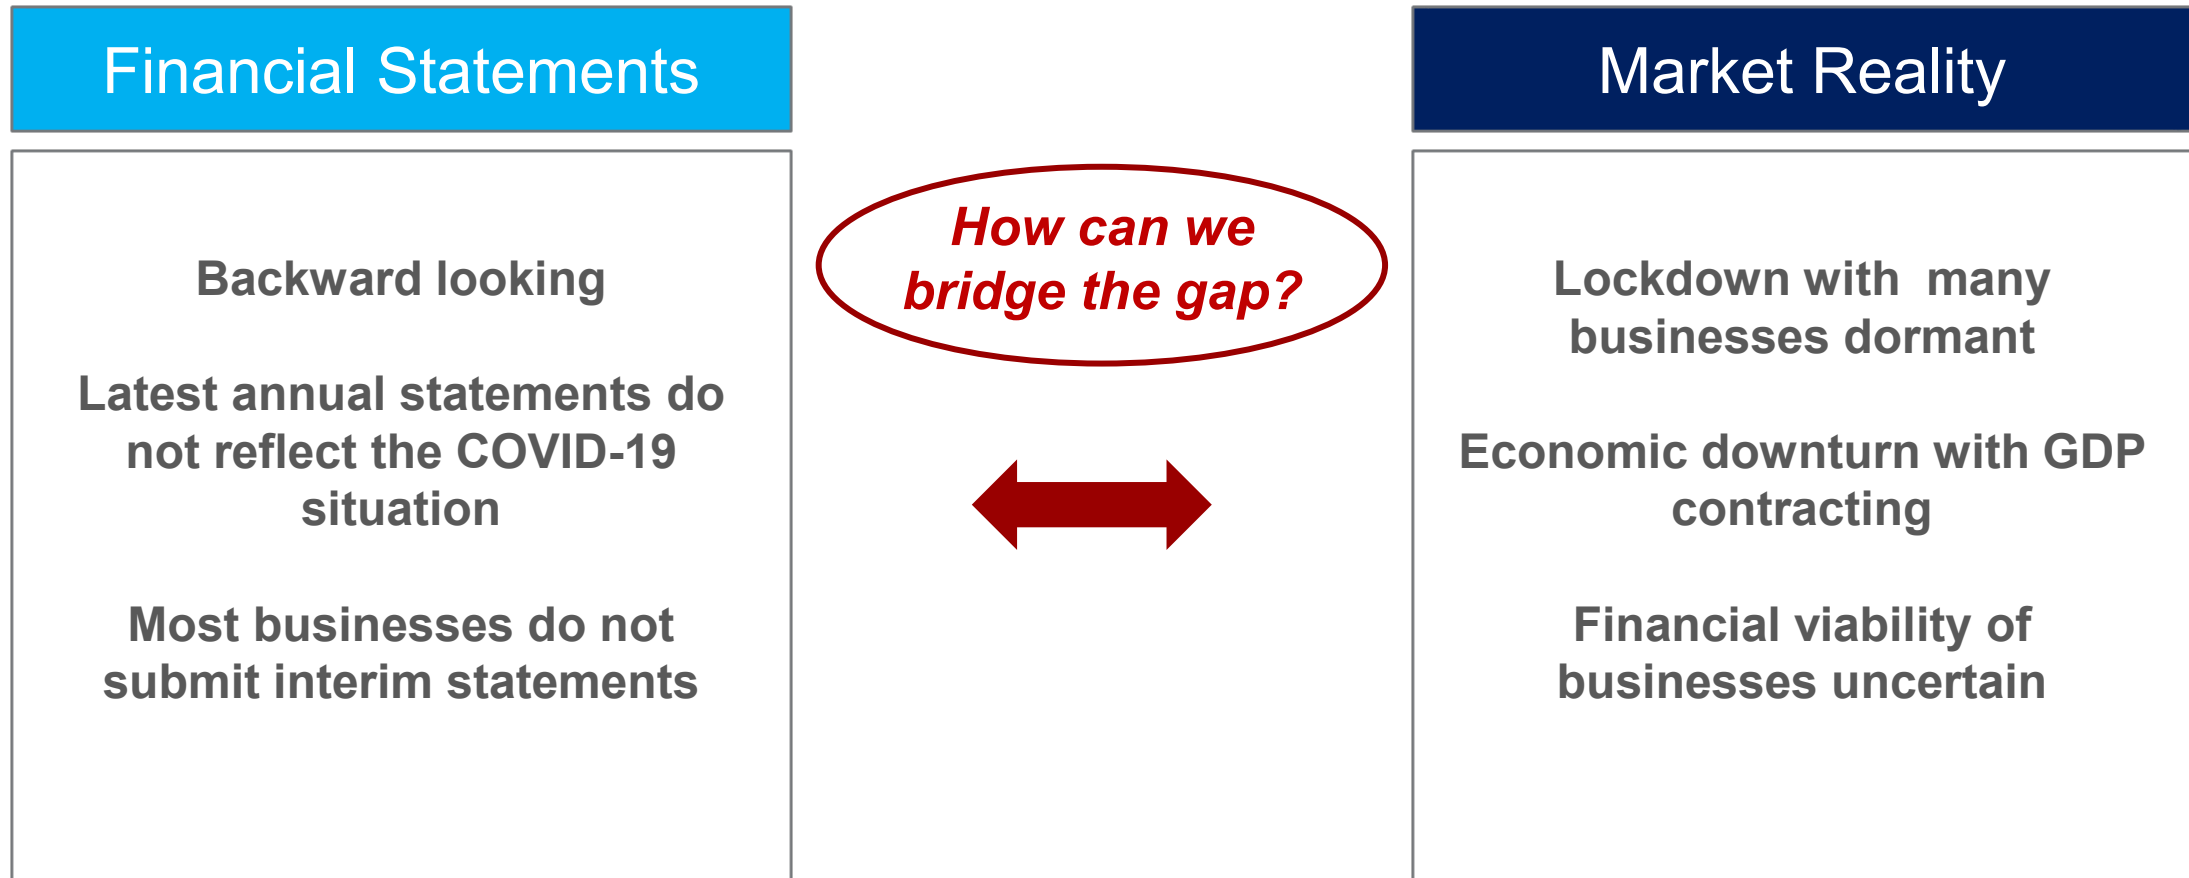 Financial Statements
Backward looking
Latest annual statements do
not reflect the COVID-19
situation
Most businesses do not
submit interim statements
How can we
bridge the gap?
Market Reality
Lockdown with  many
businesses dormant
Economic downturn with GDP
contracting
Financial viability of
businesses uncertain